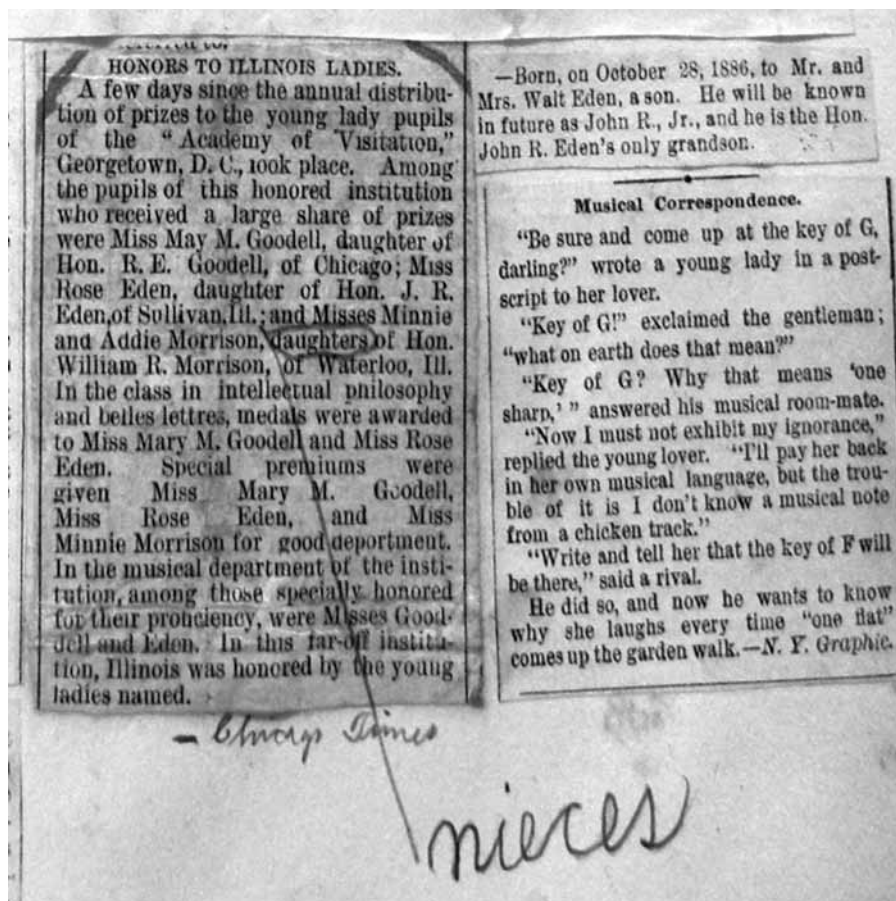 HONORS TO ILLINOIS LADIES.
A few days since the annual distribu-
tion of prizes to the young lady pupils
of the "Academy of Visitation,"
Georgetown, D. C., took place. Among
the pupils of this honored institution
who received a large share of prizes
were Miss May M. Goodell, daughter of
Hon. R. E. Goodell, of Chicago; Miss
Rose Eden, daughter of Hon. J. R.
Eden, of Sullivan, Ill.; and Misses Minnie
and Addie Morrison, daughters of Hon.
William R. Morrison, of Waterloo, Ill.
In the class in intellectual philosophy
and belles lettres, medals were awarded
to Miss Mary M. Goodell and Miss Rose
Eden. Special premiums were
given Miss Mary M. Goodell,
Miss Rose Eden, and Miss
Minnie Morrison for good deportment.
In the musical department of the insti-
tution, among those specially honored
for their proficiency, were Misses Good-
dell and Eden. In this far-off institu-
tion, Illinois was honored by the young
ladies named.
- Chicago Times
nieces
—Born, on October 28, 1886, to Mr. and
Mrs. Walt Eden, a son. He will be known
in future as John R., Jr., and he is the Hon.
John R. Eden's only grandson.
Musical Correspondence.
"Be sure and come up at the key of G,
darling?" wrote a young lady in a post-
script to her lover.
"Key of G!" exclaimed the gentleman;
"what on earth does that mean?"
"Key of G? Why that means 'one
sharp,' " answered his musical room-mate.
"Now I must not exhibit my ignorance,"
replied the young lover. "I'll pay her back
in her own musical language, but the trou-
ble of it is I don't know a musical note
from a chicken track."
"Write and tell her that the key of F will
be there," said a rival.
He did so, and now he wants to know
why she laughs every time "one flat"
comes up the garden walk.—N. Y. Graphic.